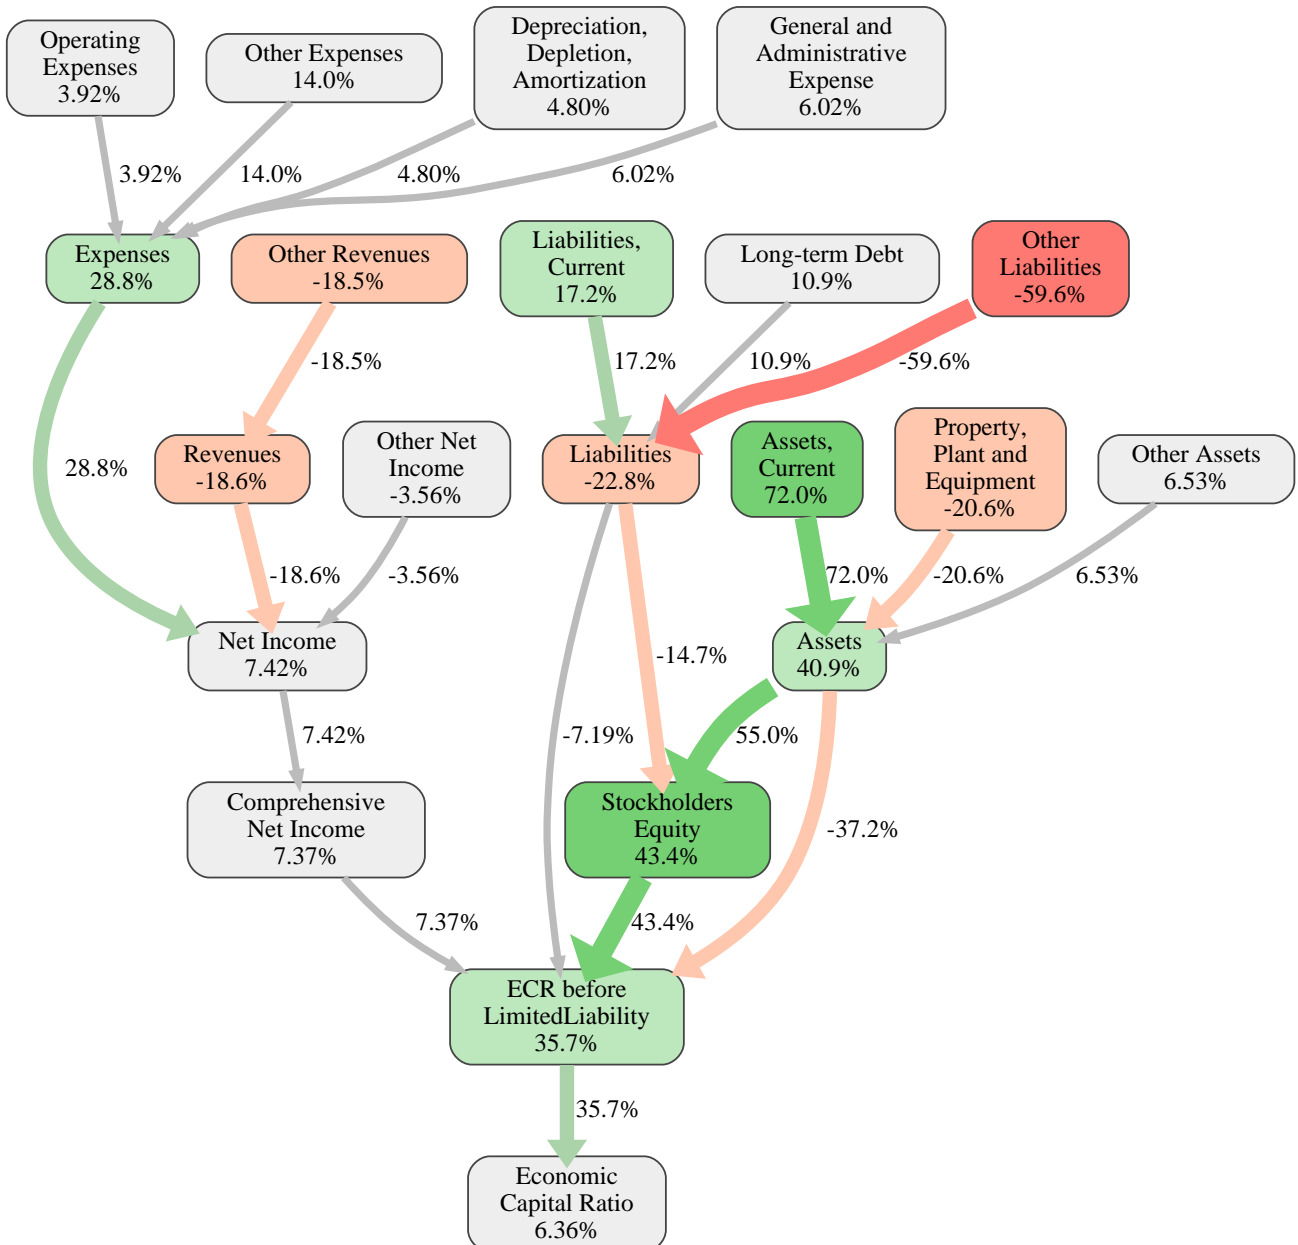 Operating
Expenses
3.92%
Other Expenses
14.0%
Depreciation,
Depletion,
Amortization
4.80%
General and
Administrative
Expense
6.02%
3.92%
14.0%
4.80%
6.02%
Expenses
28.8%
Other Revenues
-18.5%
Liabilities,
Current
17.2%
Long-term Debt
10.9%
Other
Liabilities
-59.6%
-18.5%
17.2%
10.9%
-59.6%
28.8%
Revenues
-18.6%
Other Net
Income
-3.56%
Liabilities
-22.8%
Assets,
Current
72.0%
Property,
Plant and
Equipment
-20.6%
Other Assets
6.53%
-18.6%
-3.56%
72.0%
-20.6%
6.53%
Net Income
7.42%
-14.7%
Assets
40.9%
7.42%
-7.19%
55.0%
Comprehensive
Net Income
7.37%
Stockholders
Equity
43.4%
-37.2%
7.37%
43.4%
ECR before
LimitedLiability
35.7%
35.7%
Economic
Capital Ratio
6.36%